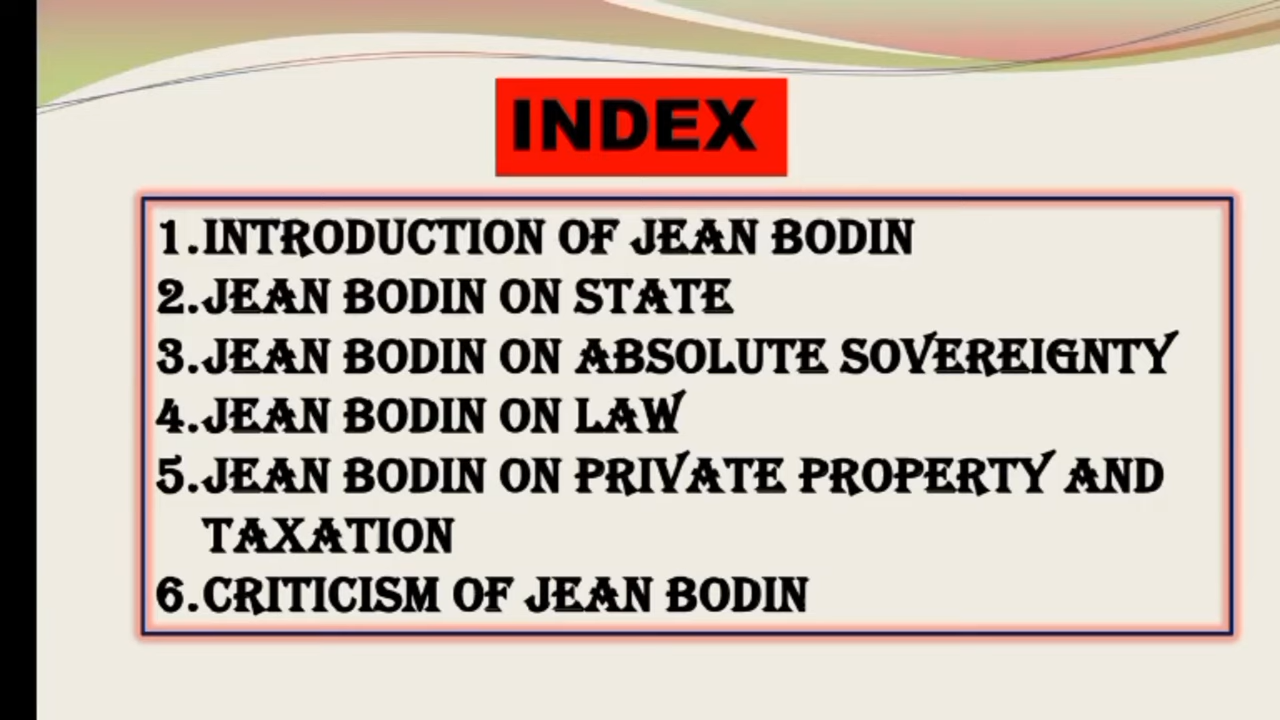 INDEX
1.INTRODUCTION OF JEAN BODIN
2.JEAN BODIN ON STATE
3.JEAN BODIN ON ABSOLUTE SOVEREIGNTY
4.JEAN BODIN ON LAW
5.JEAN BODIN ON PRIVATE PROPERTY AND
TAXATION
6.CRITICISM OF JEAN BODIN